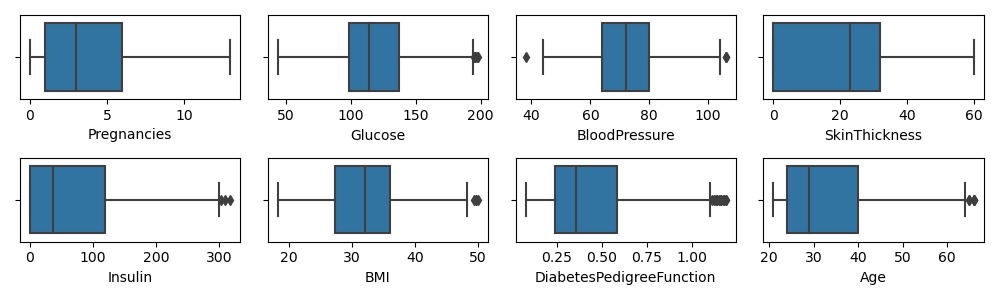 0 5 10
Pregnancies
50 100 150 200
Glucose
40 60 80 100
BloodPressure
0 20 40 60
SkinThickness
0 100 200 300
Insulin
20 30 40 50
BMI
0.25 0.50 0.75 1.00
DiabetesPedigreeFunction
20 30 40 50 60
Age